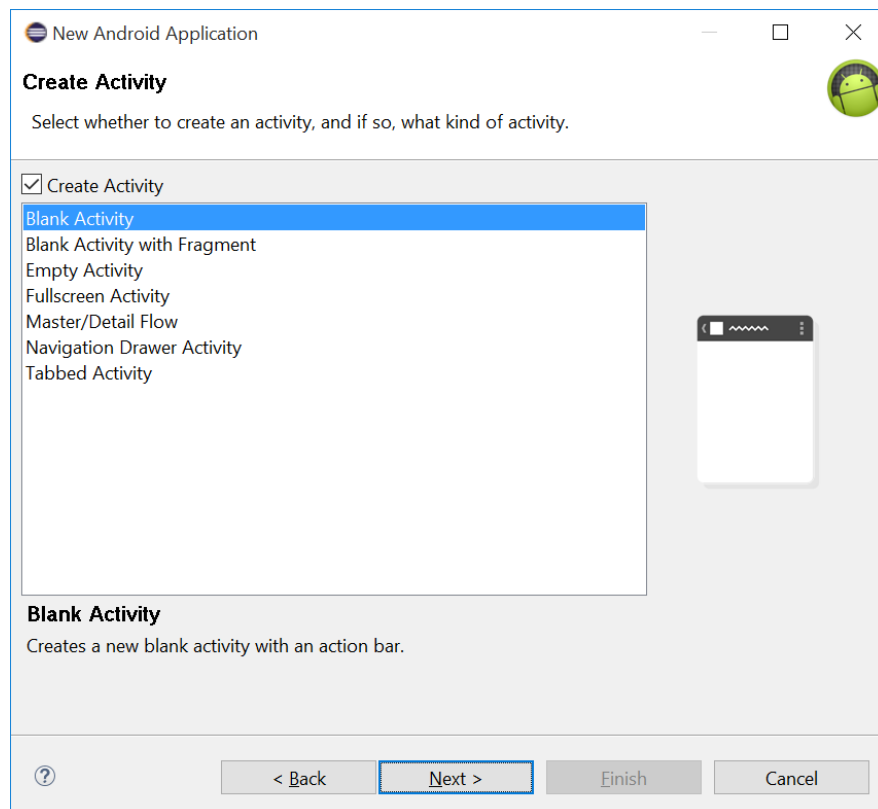 New Android Application
Create Activity
Select whether to create an activity, and if so, what kind of activity.
Create Activity
Blank Activity
Blank Activity with Fragment
Empty Activity
Fullscreen Activity
Master/Detail Flow
Navigation Drawer Activity
Tabbed Activity
Blank Activity
Creates a new blank activity with an action bar.
? < Back Next > Finish Cancel